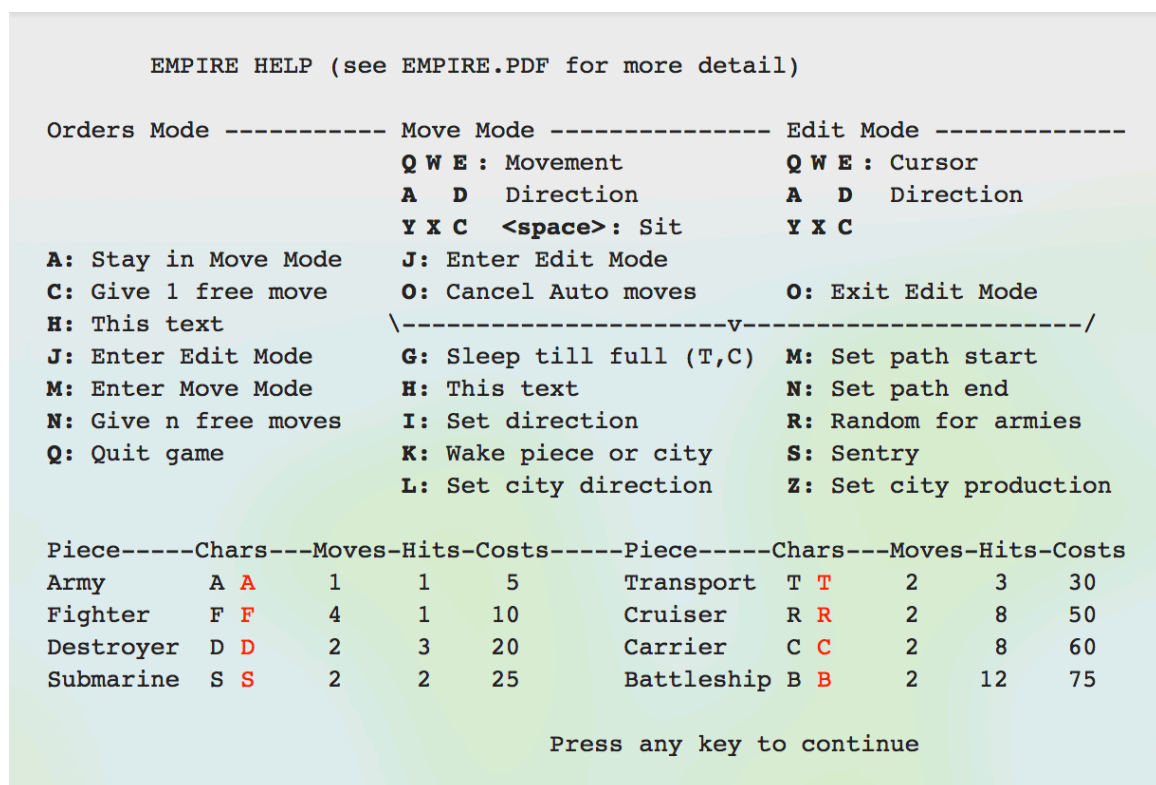 EMPIRE HELP (see EMPIRE.PDF for more detail)
Orders Mode ----------- Move Mode --------------- Edit Mode -------------
Q W E : Movement Q W E : Cursor
A D Direction A D Direction
Y X C <space>: Sit Y X C
A: Stay in Move Mode J: Enter Edit Mode
C: Give 1 free move O: Cancel Auto moves O: Exit Edit Mode
H: This text \----------------------v-----------------------/
J: Enter Edit Mode G: Sleep till full (T,C) M: Set path start
M: Enter Move Mode H: This text N: Set path end
N: Give n free moves I: Set direction R: Random for armies
Q: Quit game K: Wake piece or city S: Sentry
L: Set city direction Z: Set city production
Piece-----Chars---Moves-Hits-Costs-----Piece-----Chars---Moves-Hits-Costs
Army A A 1 1 5 Transport T T 2 3 30
Fighter F F 4 1 10 Cruiser R R 2 8 50
Destroyer D D 2 3 20 Carrier C C 2 8 60
Submarine S S 2 2 25 Battleship B B 2 12 75
Press any key to continue